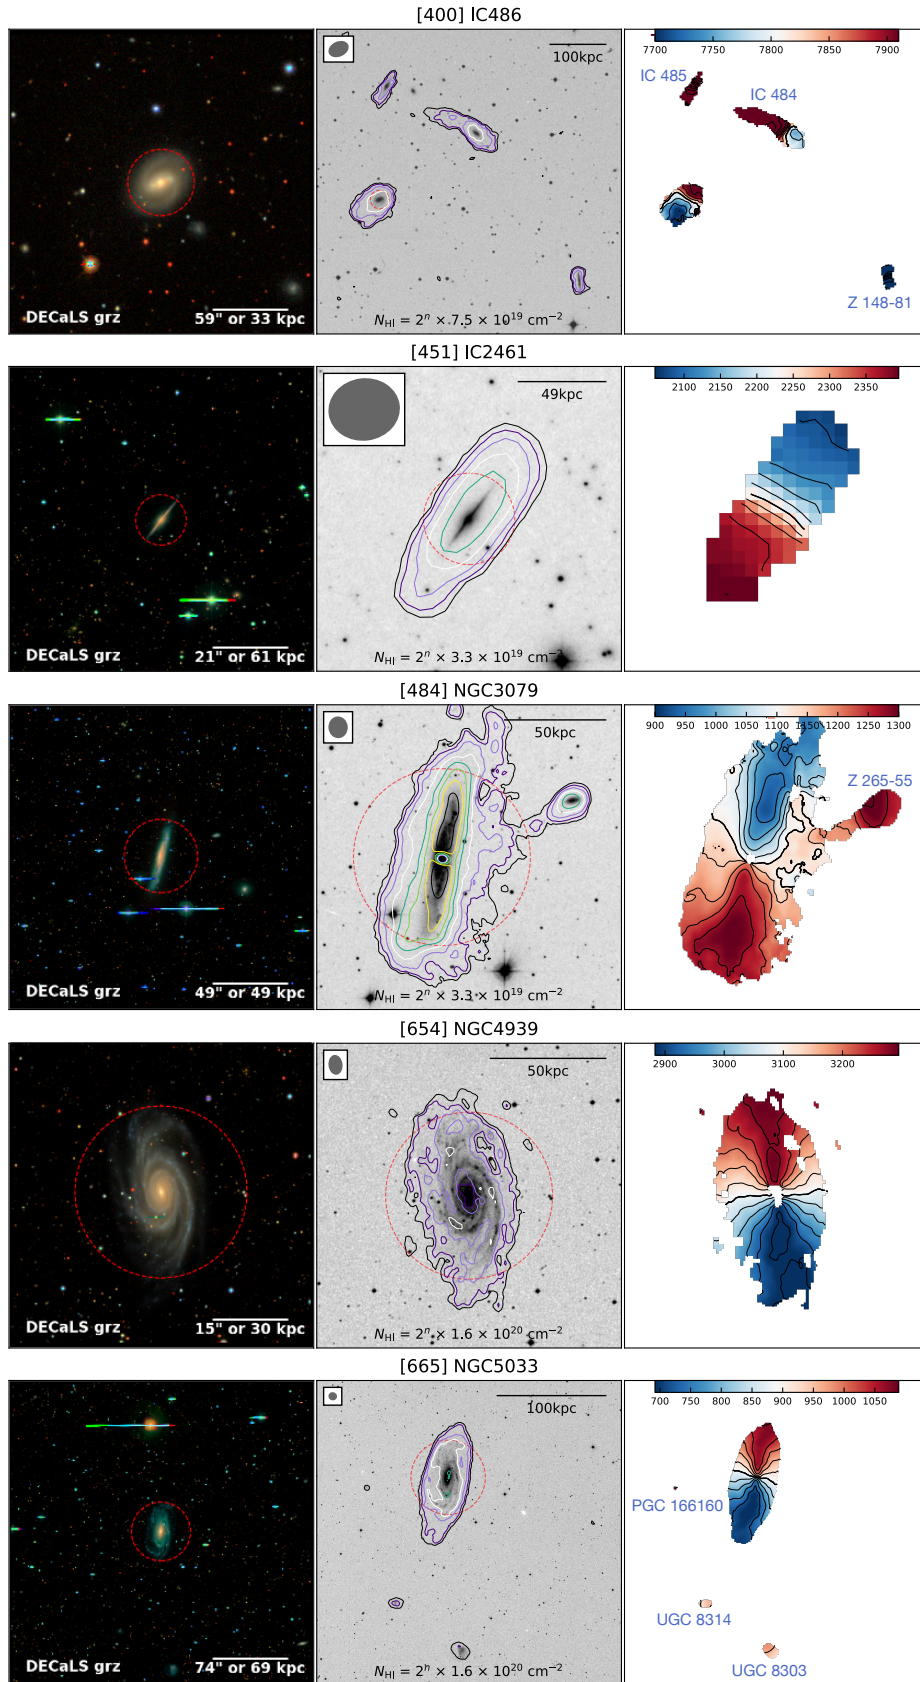 [400] IC486
DECaLS grz
59" or 33 kpc
100kpc
N_HI = 2^n × 7.5 × 10^19 cm^−2
7700 7750 7800 7850 7900
IC 485
IC 484
Z 148-81
[451] IC2461
DECaLS grz
21" or 61 kpc
49kpc
N_HI = 2^n × 3.3 × 10^19 cm^−2
2100 2150 2200 2250 2300 2350
[484] NGC3079
DECaLS grz
49" or 49 kpc
50kpc
N_HI = 2^n × 3.3 × 10^19 cm^−2
900 950 1000 1050 1100 1150 1200 1250 1300
Z 265-55
[654] NGC4939
DECaLS grz
15" or 30 kpc
50kpc
N_HI = 2^n × 1.6 × 10^20 cm^−2
2900 3000 3100 3200
[665] NGC5033
DECaLS grz
74" or 69 kpc
100kpc
N_HI = 2^n × 1.6 × 10^20 cm^−2
700 750 800 850 900 950 1000 1050
PGC 166160
UGC 8314
UGC 8303